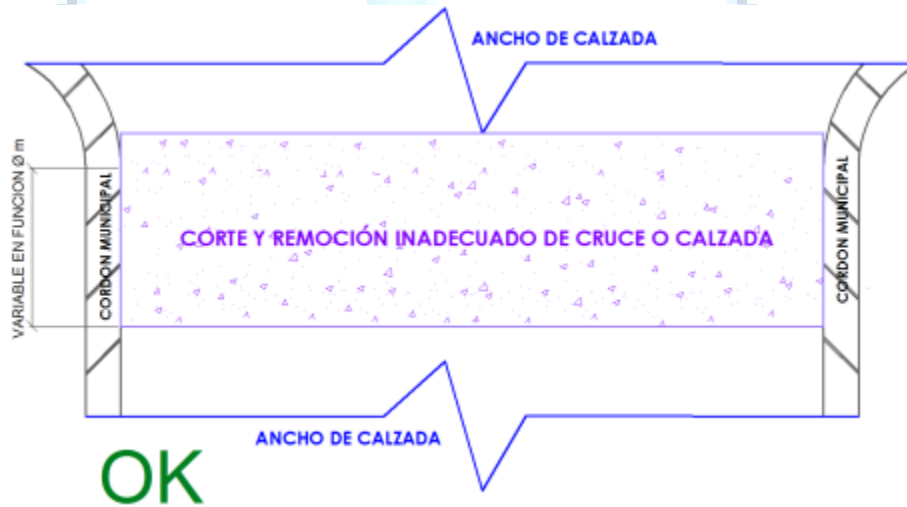 ANCHO DE CALZADA
VARIABLE EN FUNCION Ø m
CORDON MUNICIPAL
CORTE Y REMOCIÓN INADECUADO DE CRUCE O CALZADA
CORDON MUNICIPAL
ANCHO DE CALZADA
OK